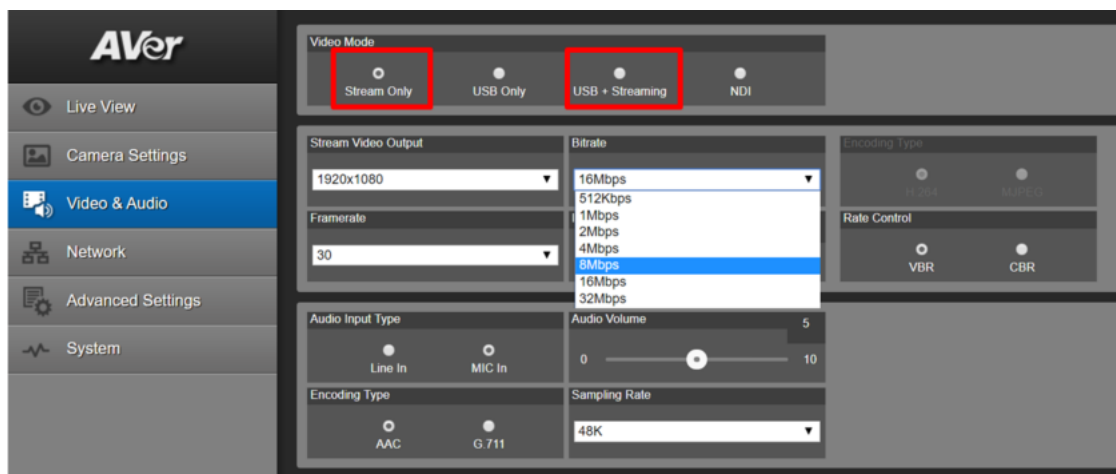 AVer
Live View
Camera Settings
Video & Audio
Network
Advanced Settings
System
Video Mode
Stream Only USB Only USB + Streaming NDI
Stream Video Output Bitrate Encoding Type
1920x1080 16Mbps H.264 MJPEG
512Kbps
1Mbps
2Mbps
4Mbps
8Mbps
16Mbps
32Mbps
Framerate Rate Control
30 VBR CBR
Audio Input Type Audio Volume 5
Line In MIC In 0 10
Encoding Type Sampling Rate
AAC G.711 48K